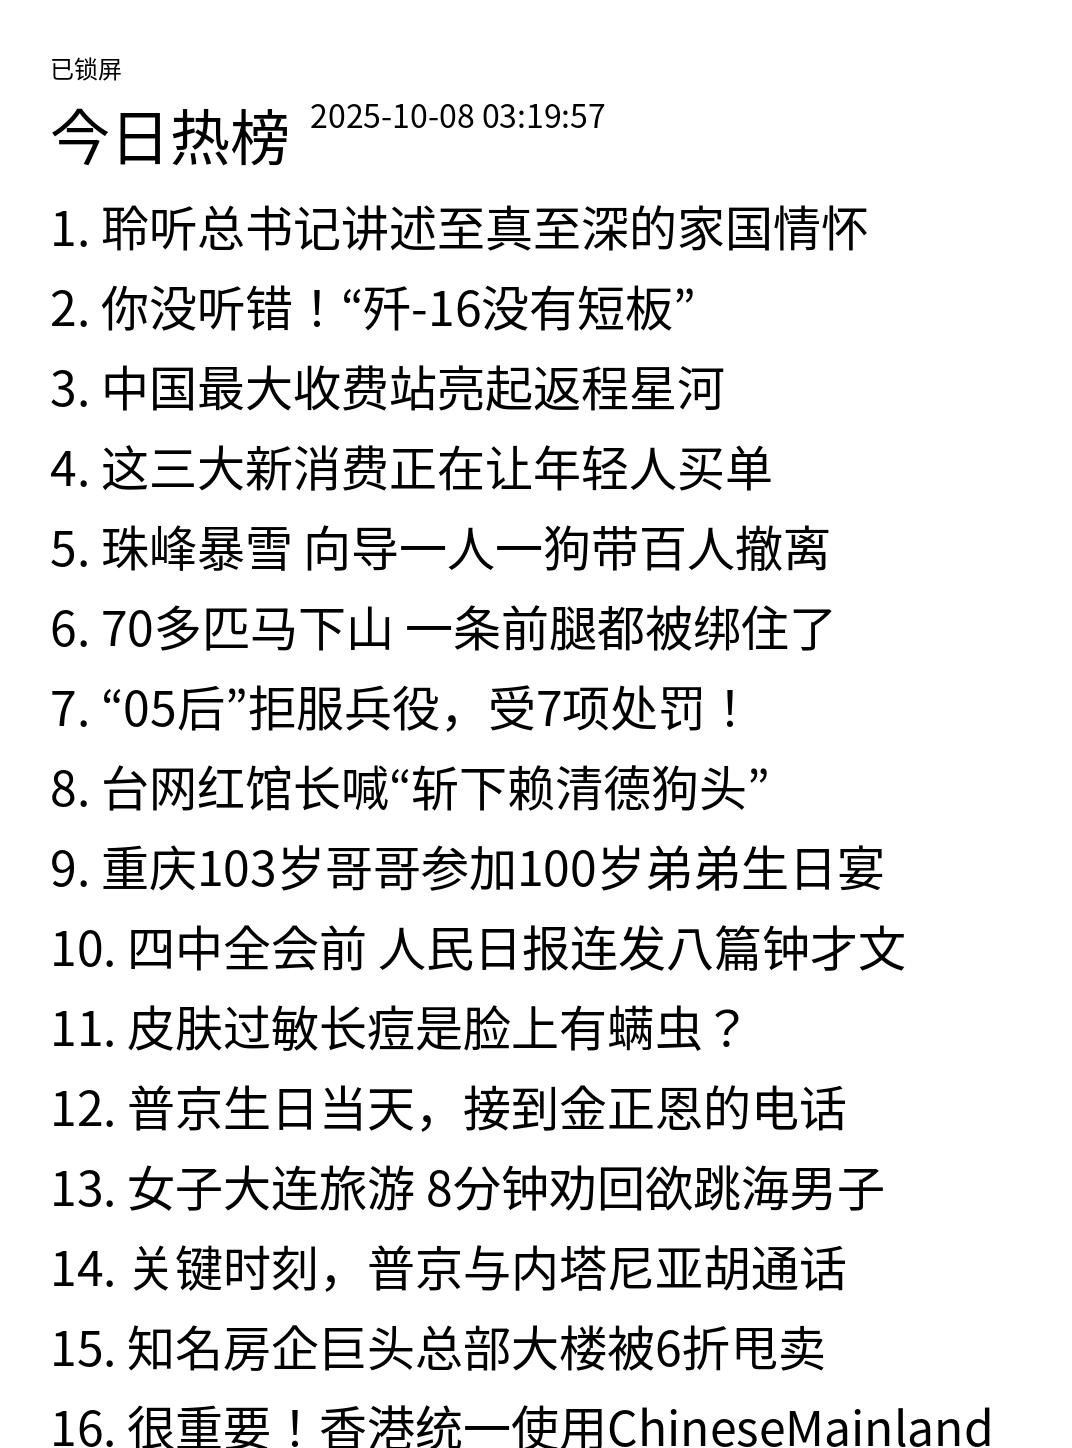 已锁屏
今日热榜 2025-10-08 03:19:57
1. 聆听总书记讲述至真至深的家国情怀
2. 你没听错！“歼-16没有短板”
3. 中国最大收费站亮起返程星河
4. 这三大新消费正在让年轻人买单
5. 珠峰暴雪 向导一人一狗带百人撤离
6. 70多匹马下山 一条前腿都被绑住了
7. “05后”拒服兵役，受7项处罚！
8. 台网红馆长喊“斩下赖清德狗头”
9. 重庆103岁哥哥参加100岁弟弟生日宴
10. 四中全会前 人民日报连发八篇钟才文
11. 皮肤过敏长痘是脸上有螨虫？
12. 普京生日当天，接到金正恩的电话
13. 女子大连旅游 8分钟劝回欲跳海男子
14. 关键时刻，普京与内塔尼亚胡通话
15. 知名房企巨头总部大楼被6折甩卖
16. 很重要！香港统一使用ChineseMainland